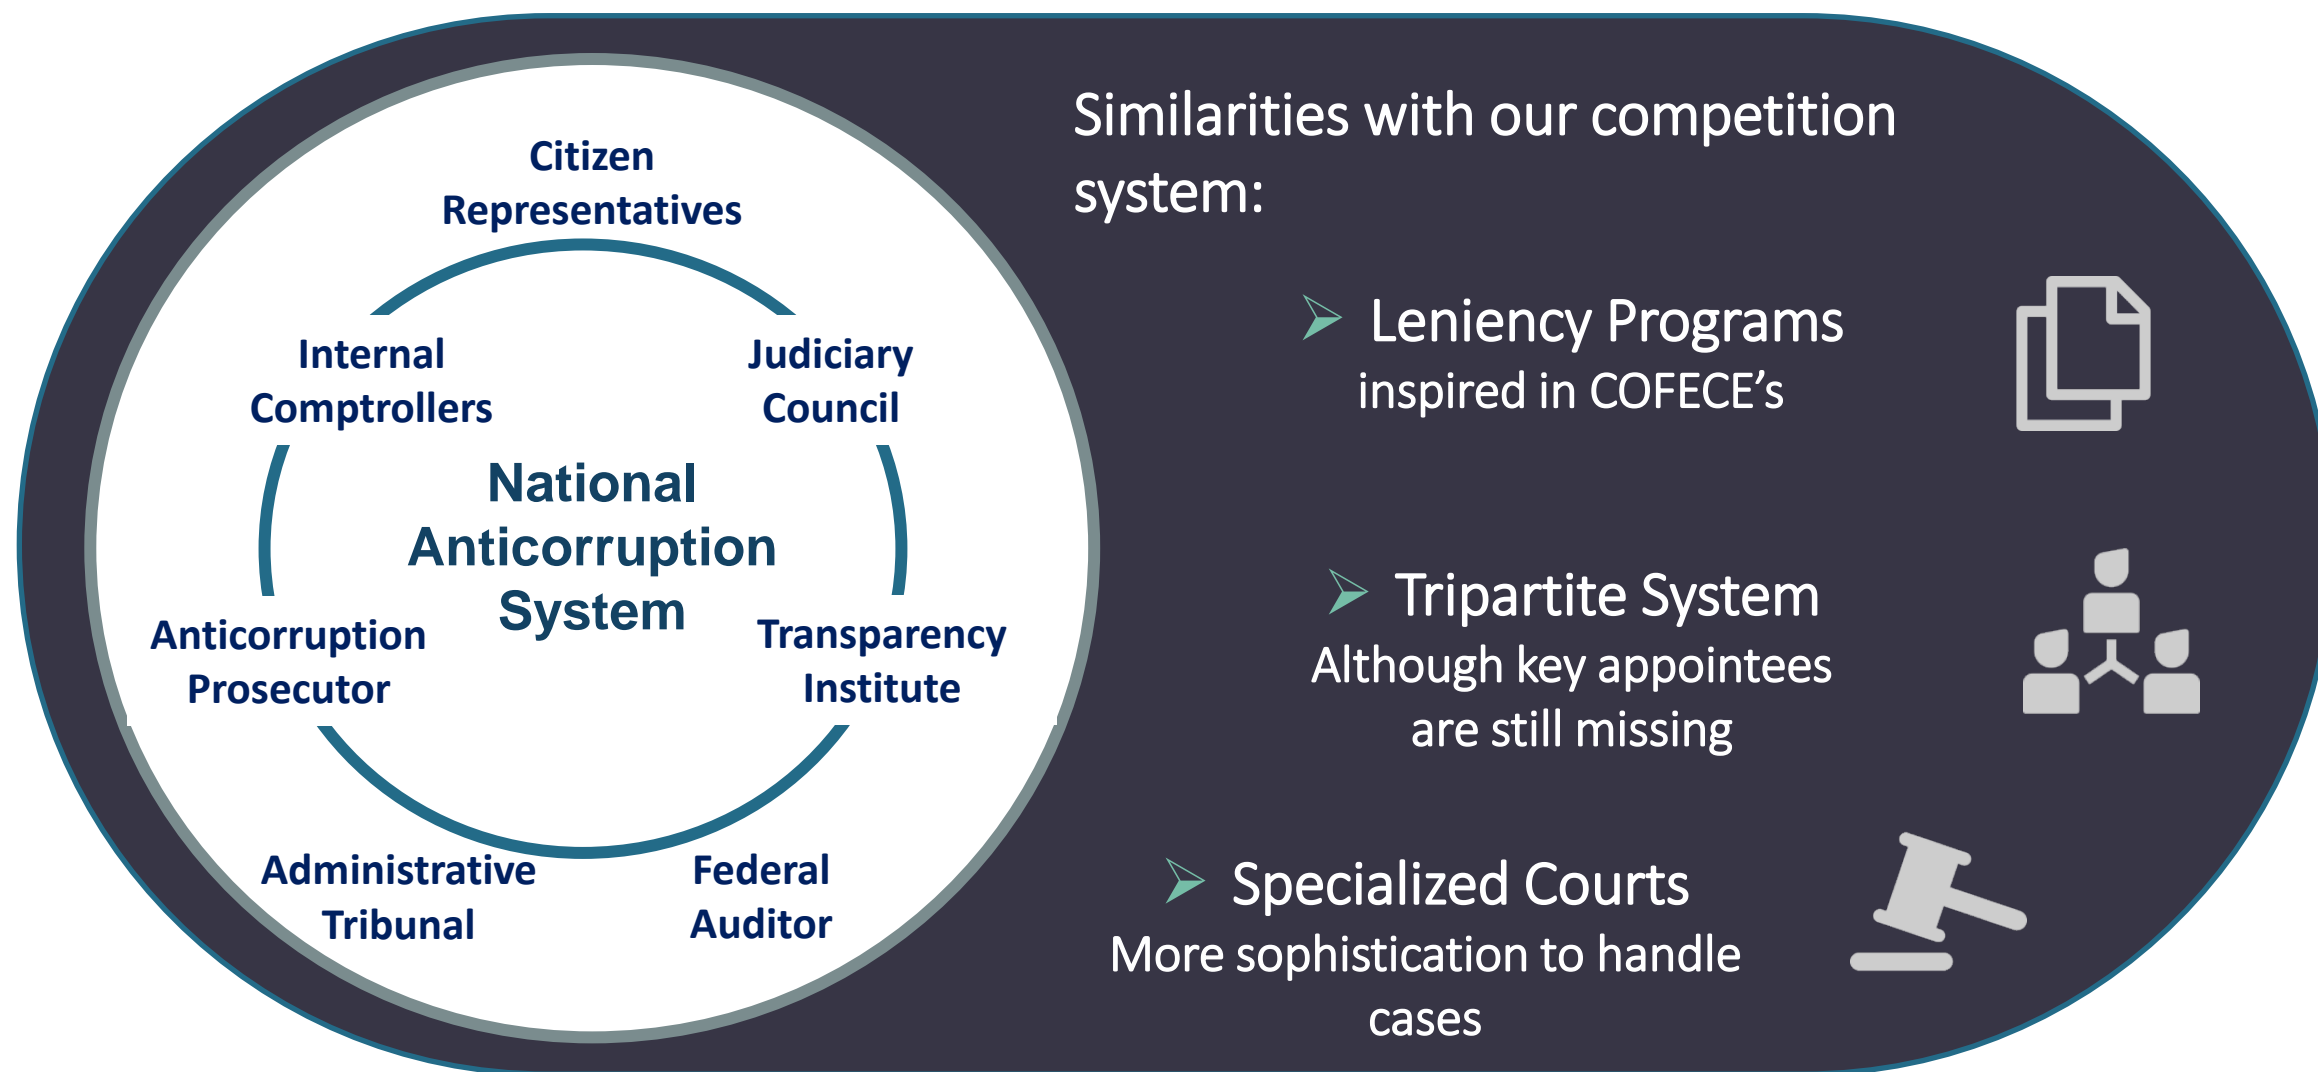 Citizen
Representatives
Internal
Comptrollers
Judiciary
Council
National
Anticorruption
System
Anticorruption
Prosecutor
Transparency
Institute
Administrative
Tribunal
Federal
Auditor
Similarities with our competition
system:
Leniency Programs
inspired in COFECE’s
Tripartite System
Although key appointees
are still missing
Specialized Courts
More sophistication to handle
cases